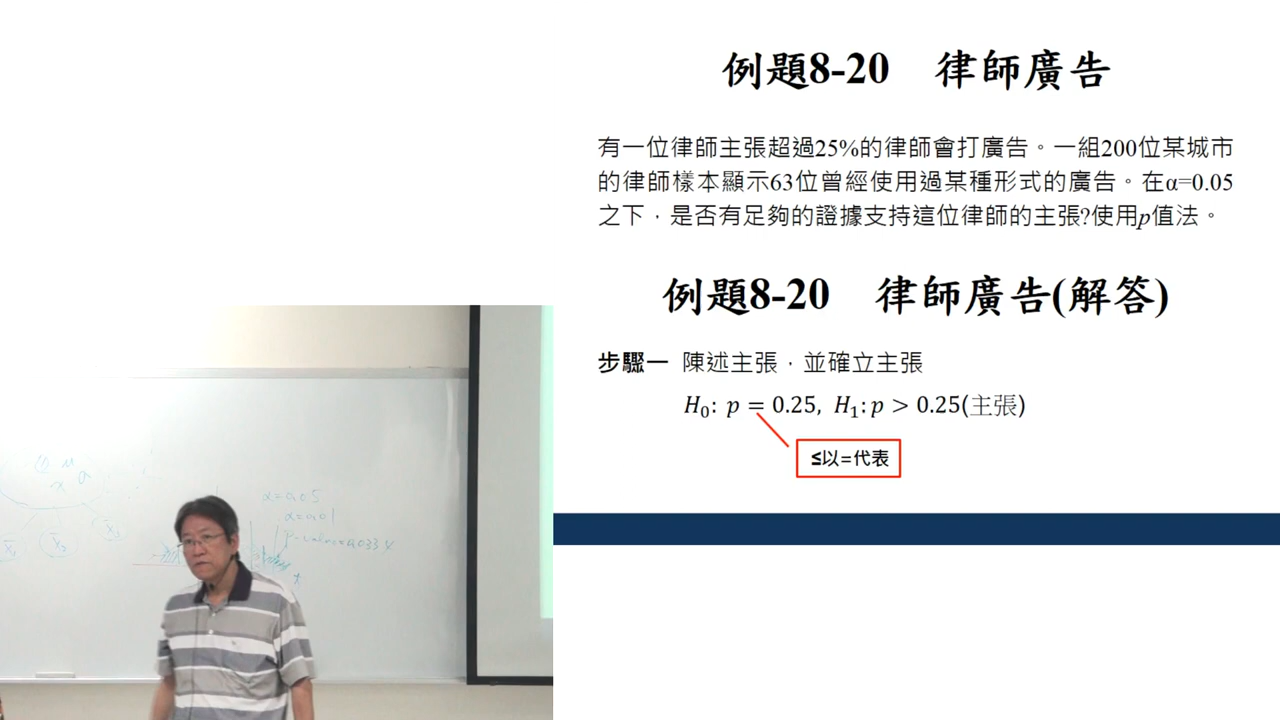 例題8-20 律師廣告
有一位律師主張超過25%的律師會打廣告。一組200位某城市
的律師樣本顯示63位曾經使用過某種形式的廣告。在α=0.05
之下，是否有足夠的證據支持這位律師的主張?使用p值法。
例題8-20 律師廣告(解答)
步驟一 陳述主張，並確立主張
H₀: p = 0.25, H₁: p > 0.25(主張)
≤以=代表
α=0.05
α=0.01